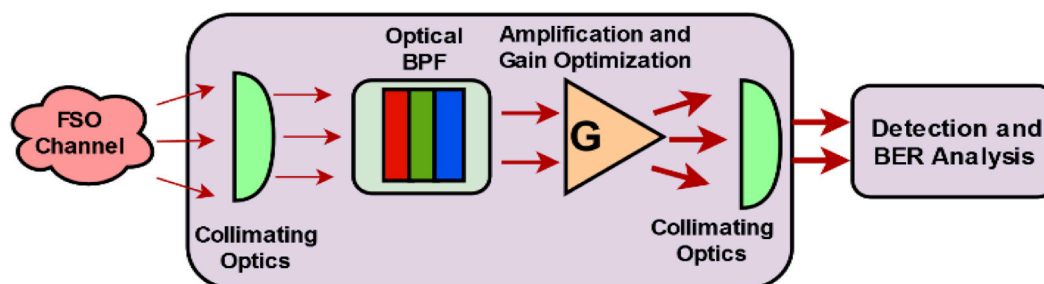 FSO
Channel
Collimating
Optics
Optical
BPF
Amplification and
Gain Optimization
G
Collimating
Optics
Detection and
BER Analysis